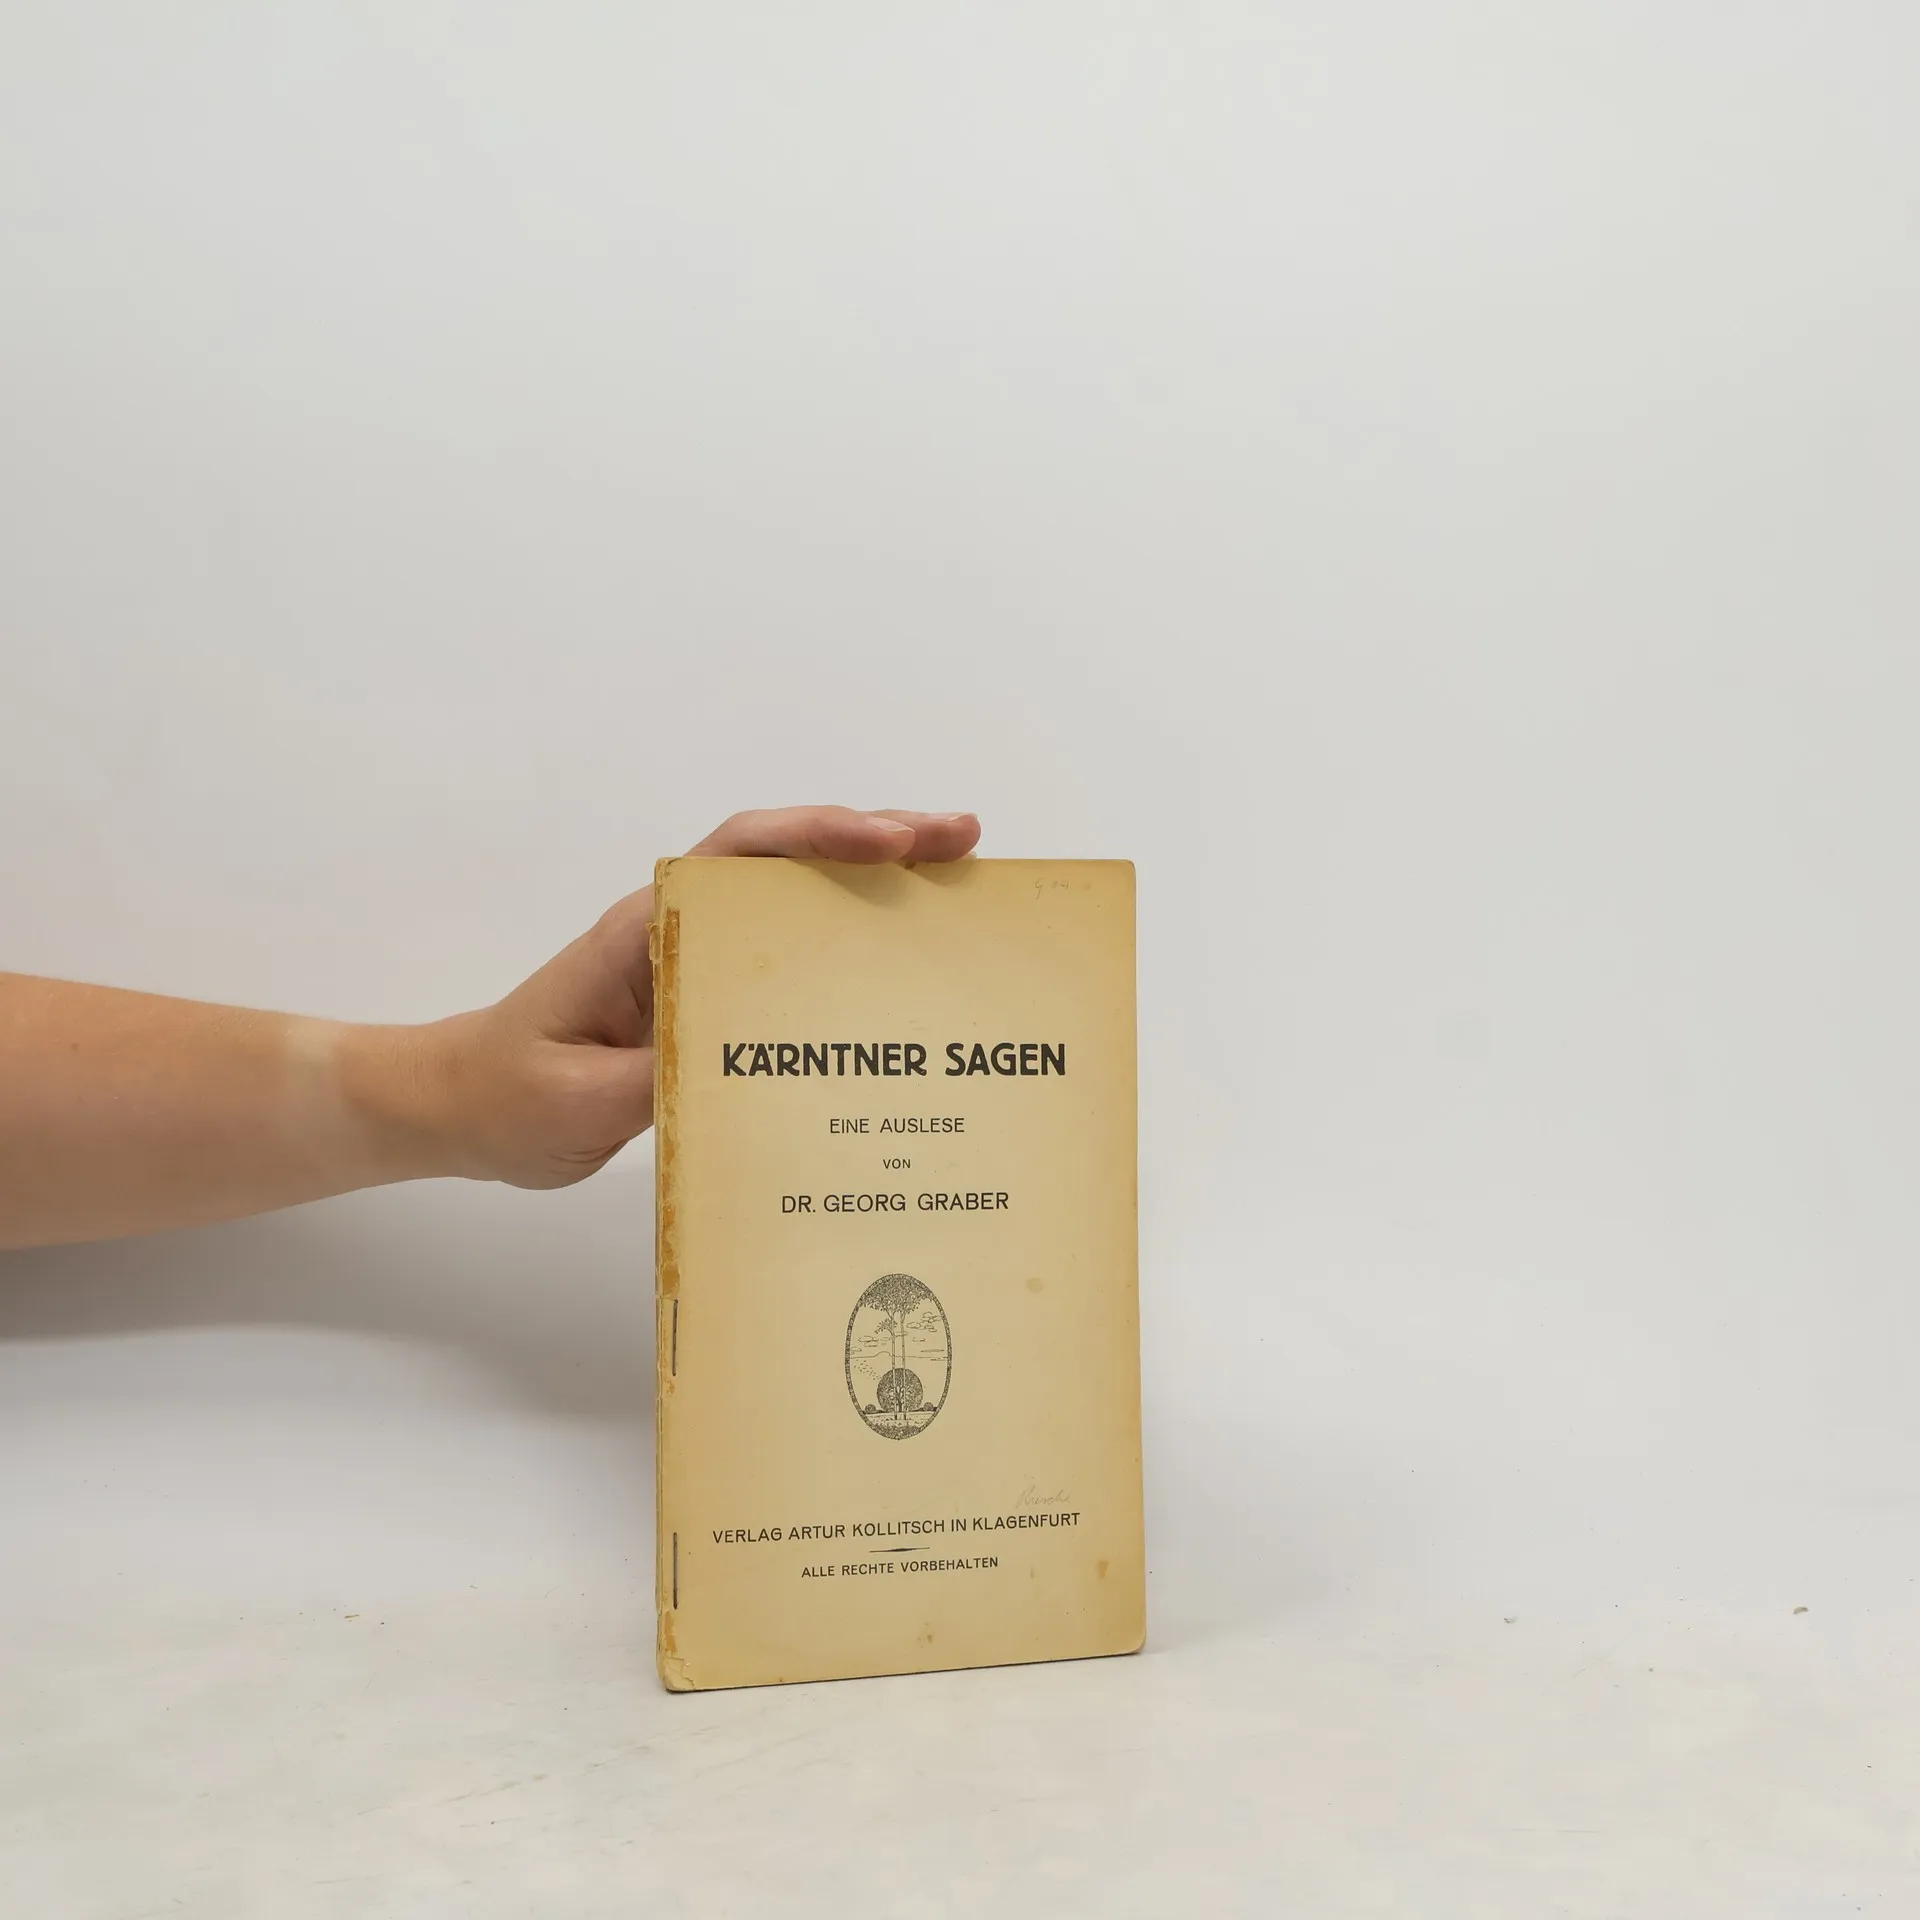 KÄRNTNER SAGEN
EINE AUSLESE
VON
DR. GEORG GRABER
VERLAG ARTUR KOLLITSCH IN KLAGENFURT
ALLE RECHTE VORBEHALTEN